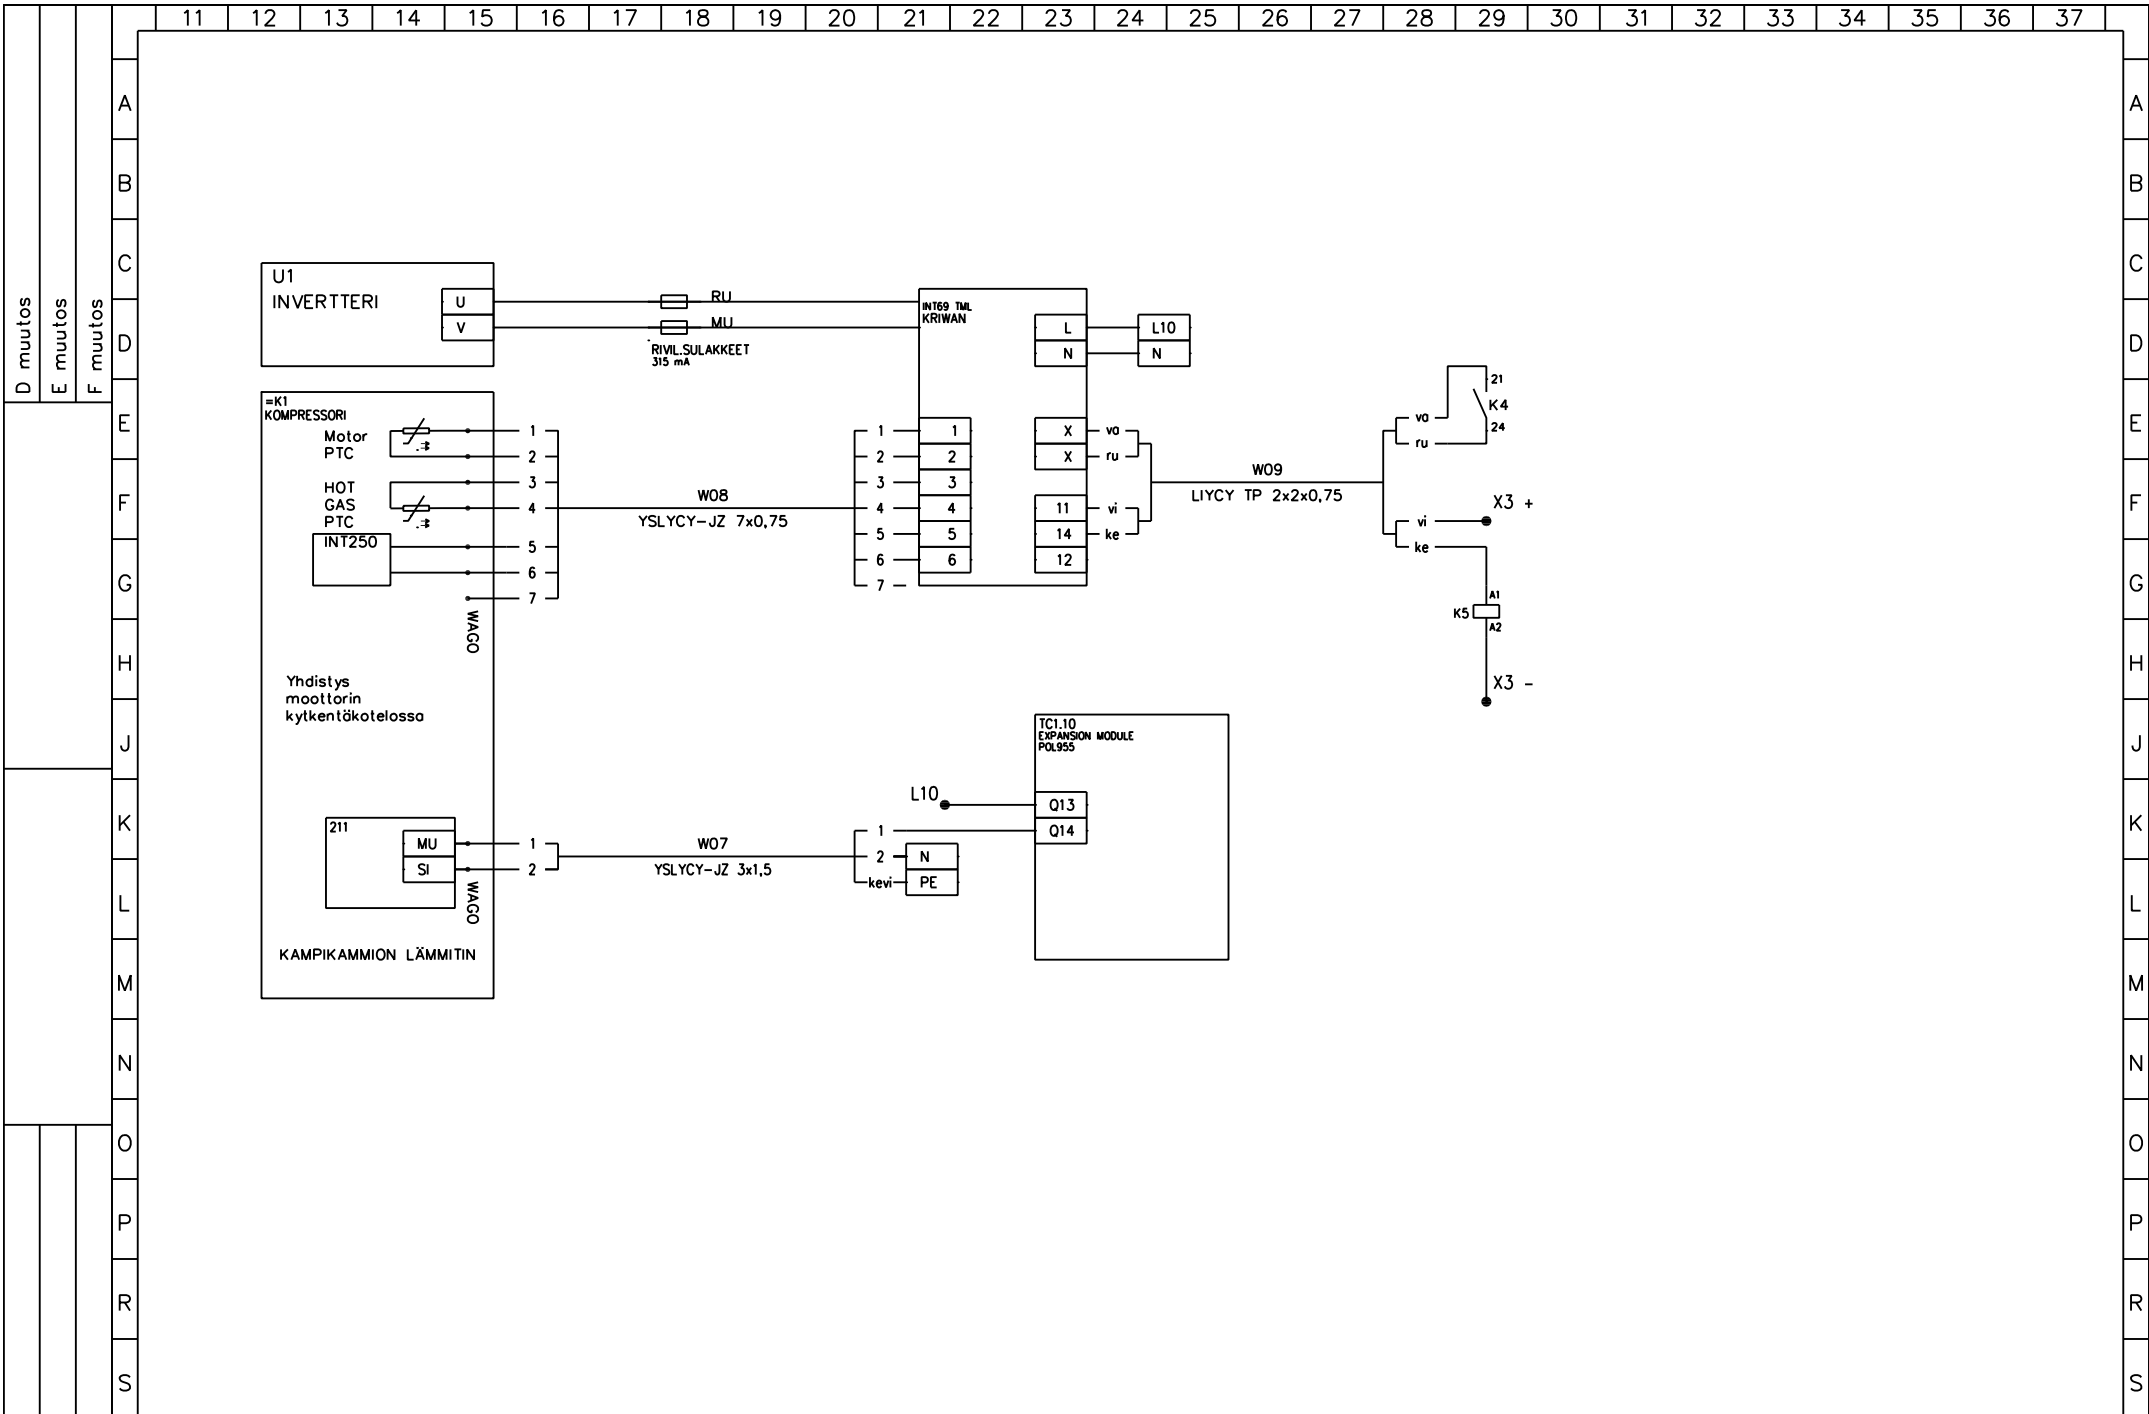 11 12 13 14 15 16 17 18 19 20 21 22 23 24 25 26 27 28 29 30 31 32 33 34 35 36 37
D muutos
E muutos
F muutos
A A
B B
C C
D D
E E
F F
G G
H H
J J
K K
L L
M M
N N
O O
P P
R R
S S
U1
INVERTTERI
U
V
RU
MU
RIVIL.SULAKKEET
315 mA
INT69 TML
KRIWAN
L L10
N N
=K1
KOMPRESSORI
Motor
PTC
HOT
GAS
PTC
INT250
1
2
3
4
5
6
7
WAGO
W08
YSLYCY-JZ 7x0,75
1 1
2 2
3 3
4 4
5 5
6 6
7
X va
X ru
11 vi
14 ke
12
W09
LIYCY TP 2x2x0,75
va
ru
vi
ke
21
K4
24
X3 +
A1
K5
A2
X3 -
Yhdistys
moottorin
kytkentäkotelossa
211
MU 1
SI 2
WAGO
KAMPIKAMMION LÄMMITIN
W07
YSLYCY-JZ 3x1,5
L10
1
2 N
kevi PE
TC1.10
EXPANSION MODULE
POL955
Q13
Q14